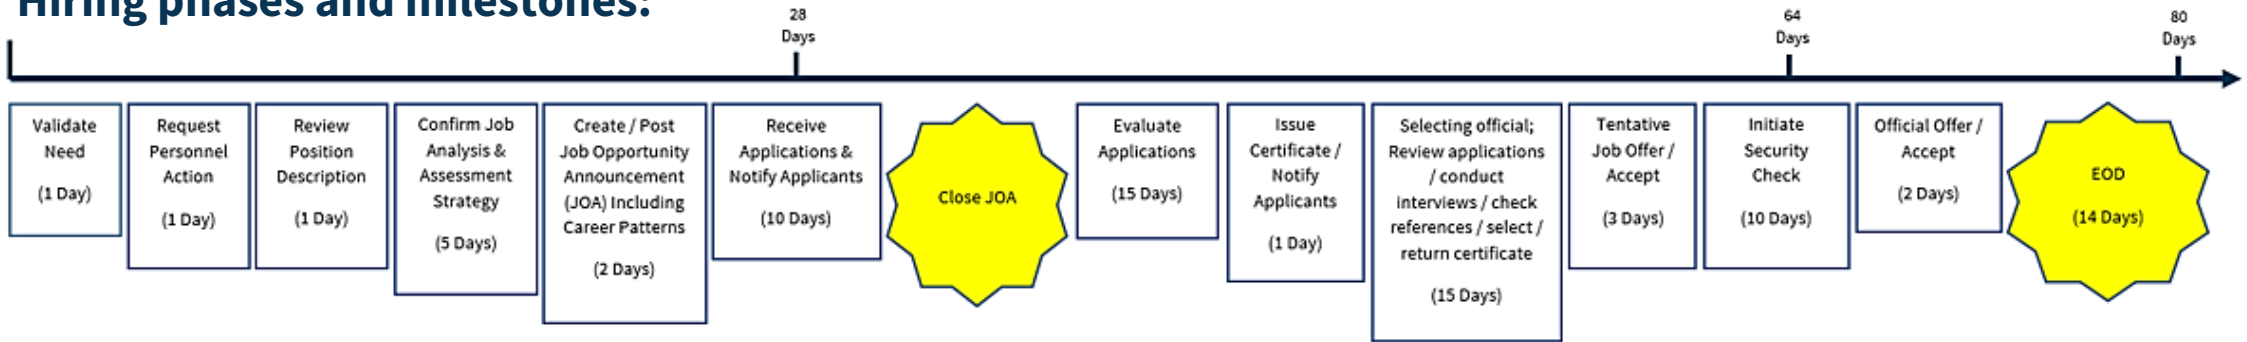 Hiring phases and milestones:
28
Days
64
Days
80
Days
Validate
Need
(1 Day)
Request
Personnel
Action
(1 Day)
Review
Position
Description
(1 Day)
Confirm Job
Analysis &
Assessment
Strategy
(5 Days)
Create / Post
Job Opportunity
Announcement
(JOA) Including
Career Patterns
(2 Days)
Receive
Applications &
Notify Applicants
(10 Days)
Close JOA
Evaluate
Applications
(15 Days)
Issue
Certificate /
Notify
Applicants
(1 Day)
Selecting official;
Review applications
/ conduct
interviews / check
references / select /
return certificate
(15 Days)
Tentative
Job Offer /
Accept
(3 Days)
Initiate
Security
Check
(10 Days)
Official Offer /
Accept
(2 Days)
EOD
(14 Days)